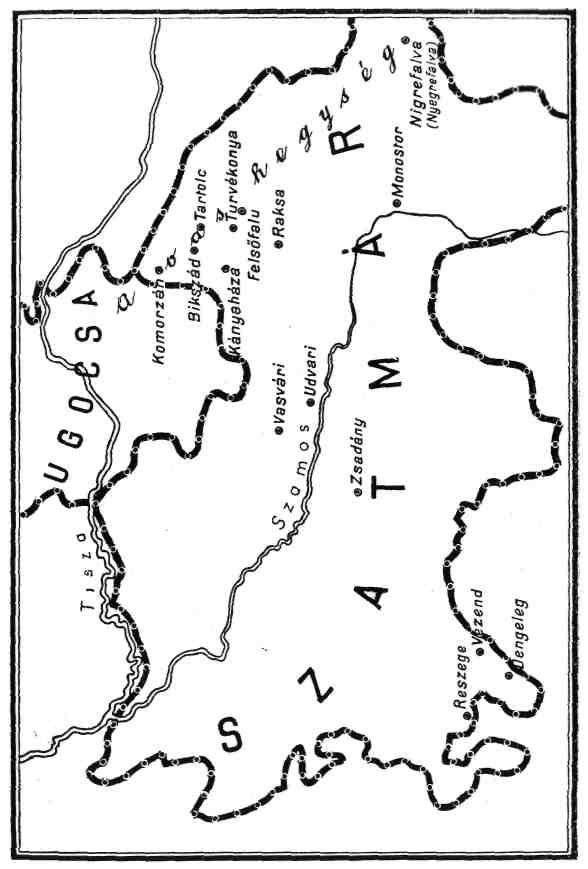 UGOCSA
Tisza
Komorzán
Bikszád
Tartolc
Kányaháza
Turvékonya
Felsőfalu
Raksa
hegység
Nigrefalva
(Nyegrefalva)
Monostor
Vasvári
Udvari
Szamos
Zsadány
SZATMÁR
Reszege
Vezend
Dengeleg